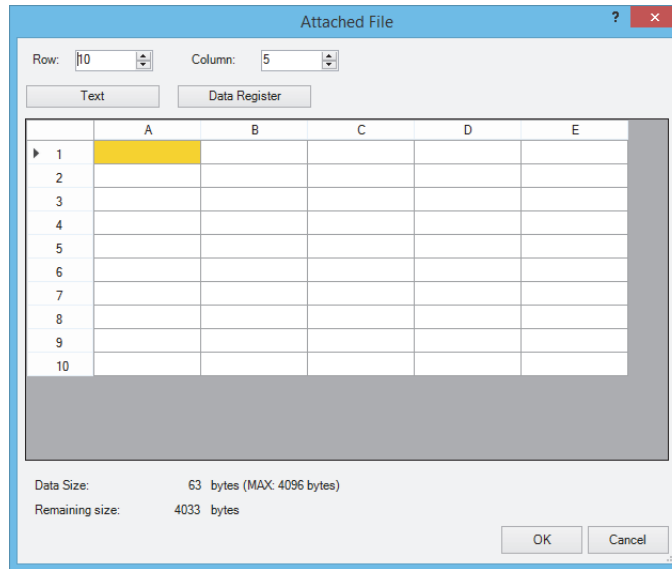 Attached File
? ×
Row: 10 Column: 5
Text Data Register
A B C D E
1
2
3
4
5
6
7
8
9
10
Data Size: 63 bytes (MAX: 4096 bytes)
Remaining size: 4033 bytes
OK Cancel